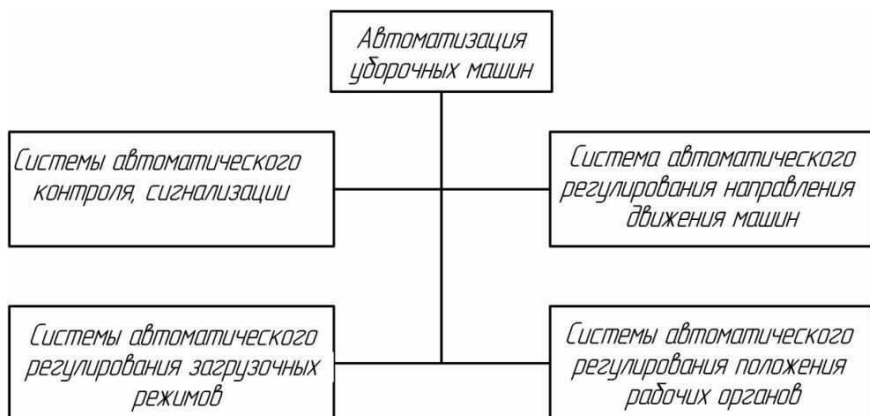 Автоматизация
уборочных машин
Системы автоматического
контроля, сигнализации
Система автоматического
регулирования направления
движения машин
Системы автоматического
регулирования загрузочных
режимов
Системы автоматического
регулирования положения
рабочих органов